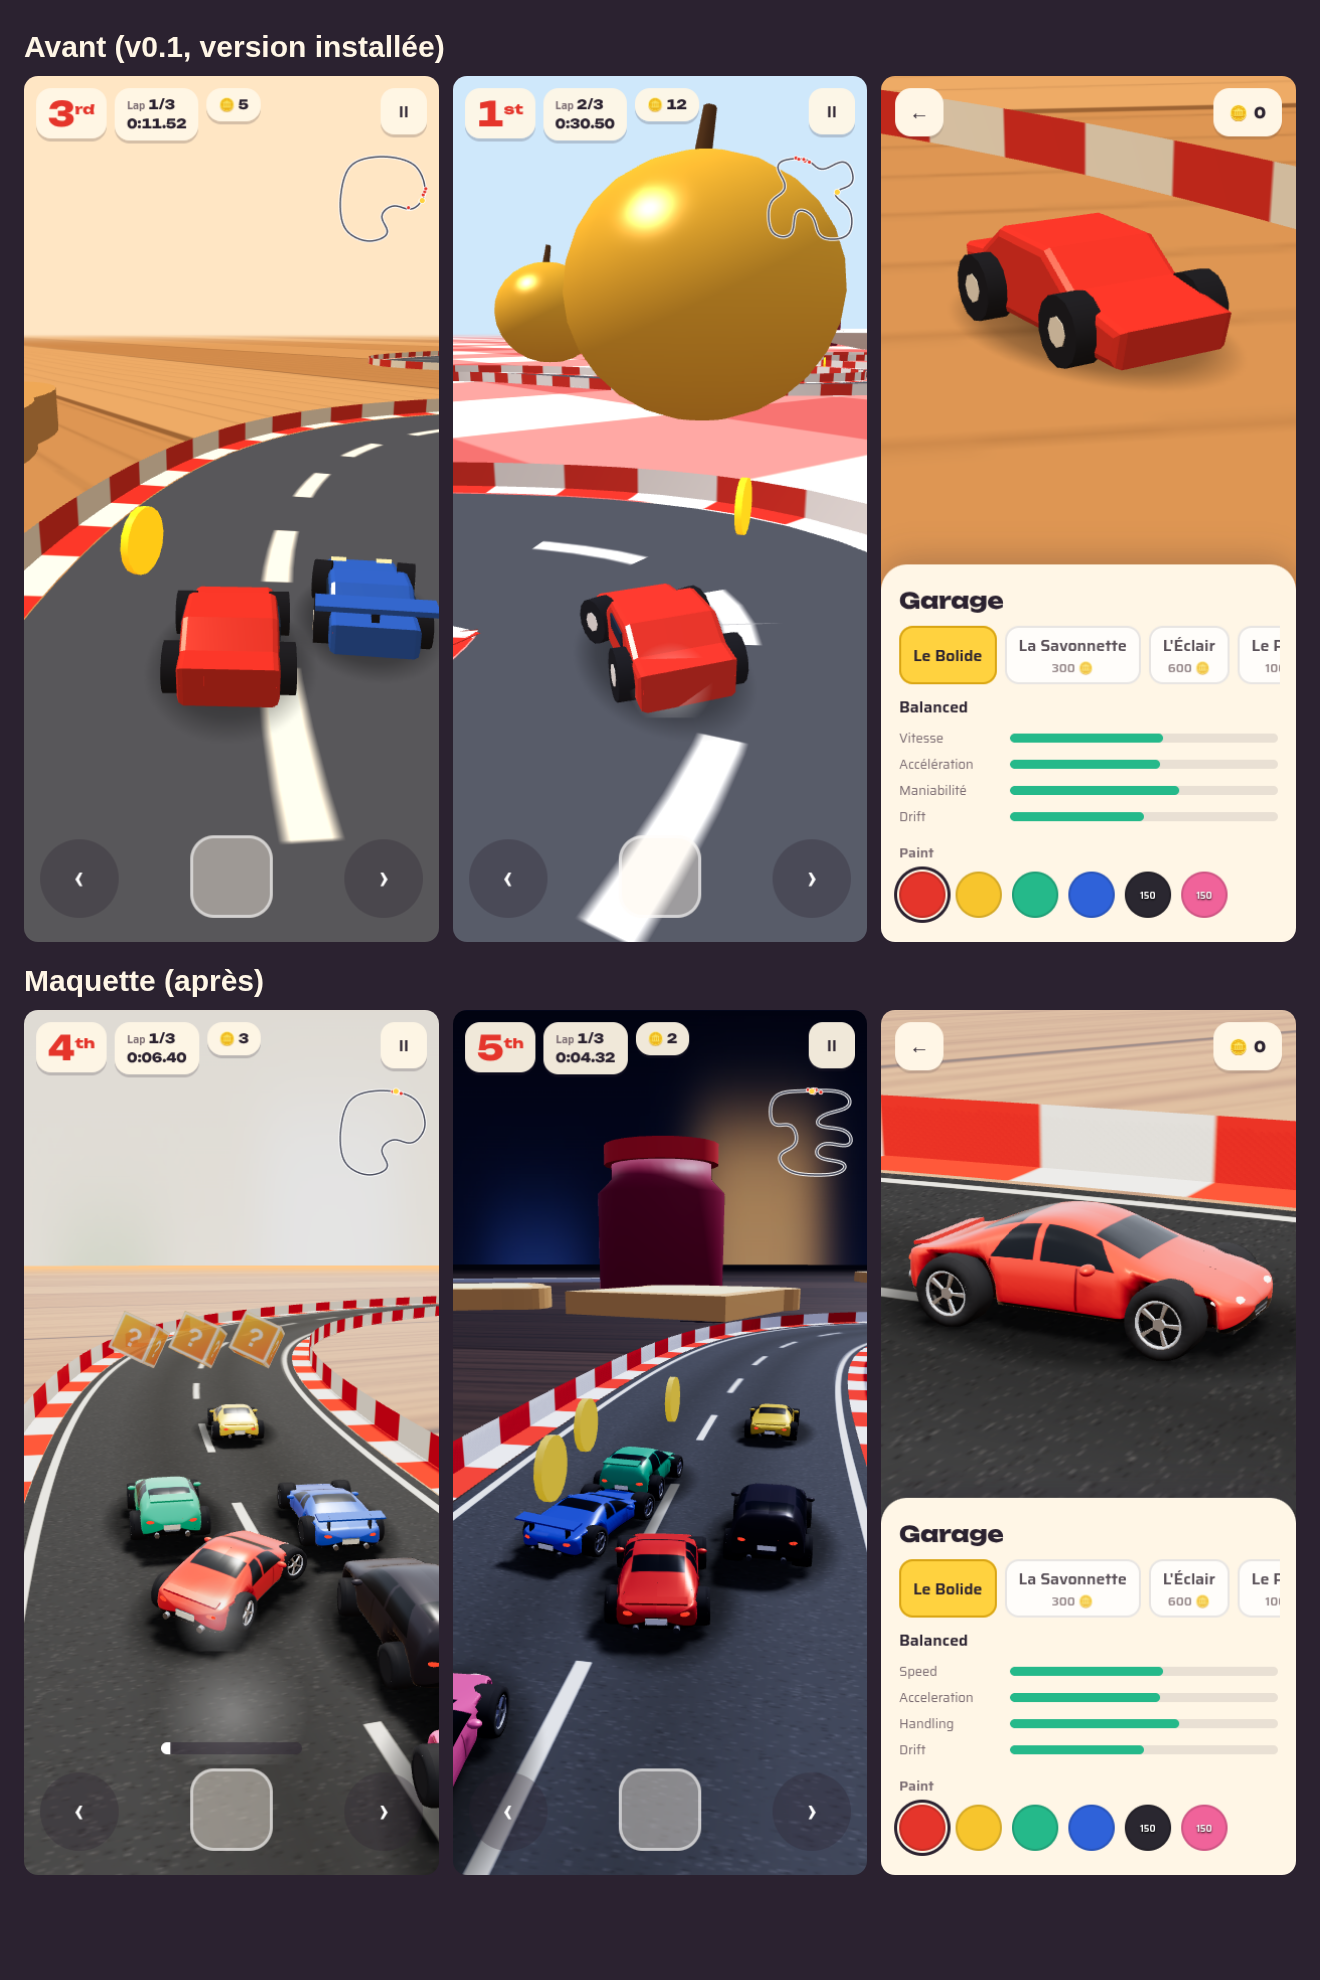 Avant (v0.1, version installée)
3rd
Lap 1/3
0:11.52
5
1st
Lap 2/3
0:30.50
12
0
Garage
Le Bolide
La Savonnette
300
L'Éclair
600
Balanced
Vitesse
Accélération
Maniabilité
Drift
Paint
150
150
Maquette (après)
4th
Lap 1/3
0:06.40
3
? ? ?
5th
Lap 1/3
0:04.32
2
0
Garage
Le Bolide
La Savonnette
300
L'Éclair
600
Balanced
Speed
Acceleration
Handling
Drift
Paint
150
150